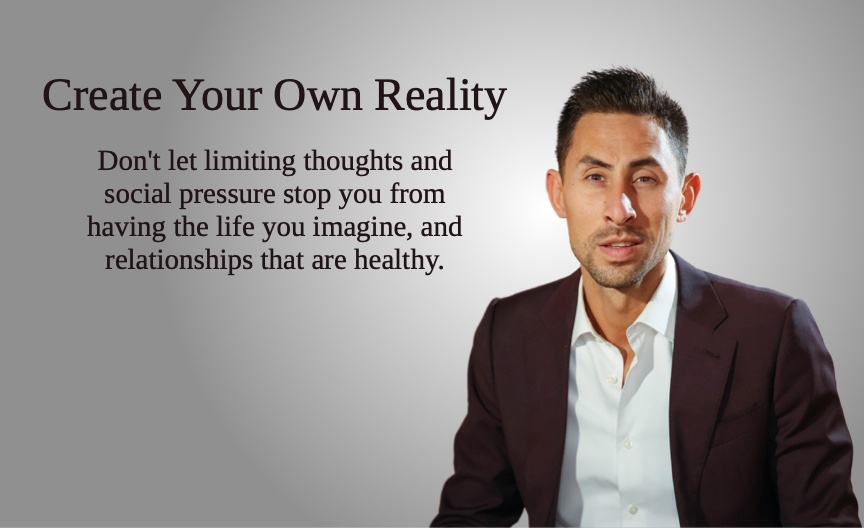 Create Your Own Reality
Don't let limiting thoughts and
social pressure stop you from
having the life you imagine, and
relationships that are healthy.